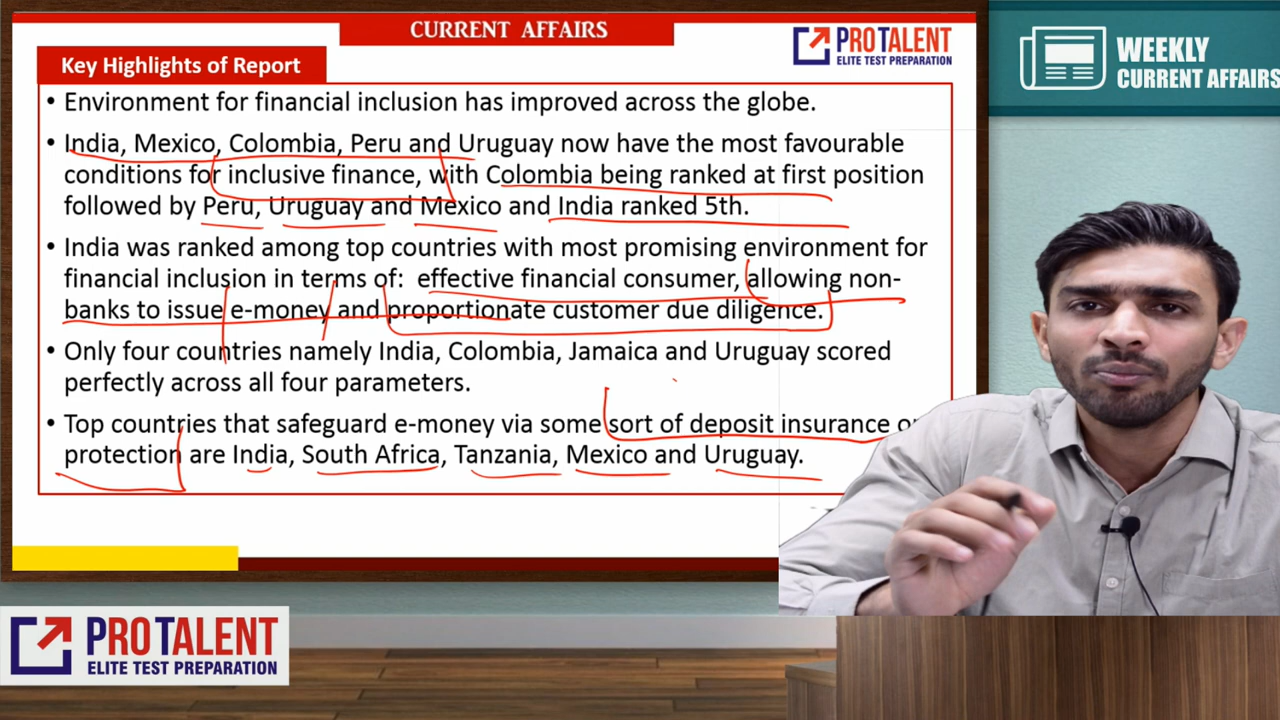 CURRENT AFFAIRS
PROTALENT
ELITE TEST PREPARATION
WEEKLY
CURRENT AFFAIRS
Key Highlights of Report
• Environment for financial inclusion has improved across the globe.
• India, Mexico, Colombia, Peru and Uruguay now have the most favourable
conditions for inclusive finance, with Colombia being ranked at first position
followed by Peru, Uruguay and Mexico and India ranked 5th.
• India was ranked among top countries with most promising environment for
financial inclusion in terms of: effective financial consumer, allowing non-
banks to issue e-money and proportionate customer due diligence.
• Only four countries namely India, Colombia, Jamaica and Uruguay scored
perfectly across all four parameters.
• Top countries that safeguard e-money via some sort of deposit insurance
protection are India, South Africa, Tanzania, Mexico and Uruguay.
PROTALENT
ELITE TEST PREPARATION